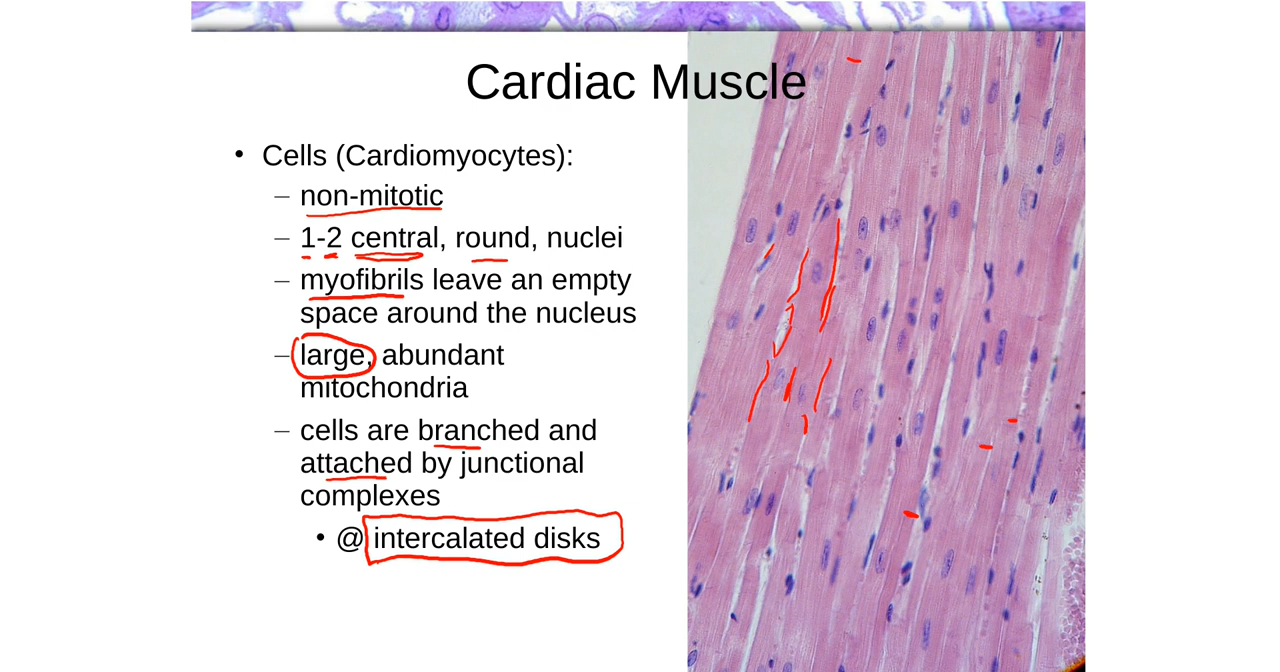 Cardiac Muscle
• Cells (Cardiomyocytes):
– non-mitotic
– 1-2 central, round, nuclei
– myofibrils leave an empty
space around the nucleus
– large, abundant
mitochondria
– cells are branched and
attached by junctional
complexes
• @ intercalated disks